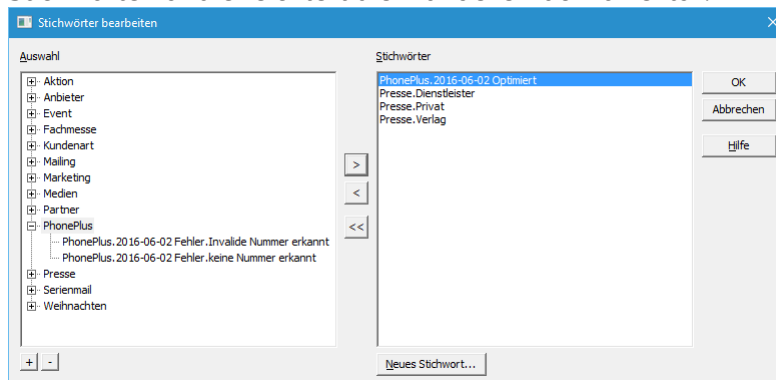 Stichwörter bearbeiten
Auswahl
Stichwörter
Aktion
Anbieter
Event
Fachmesse
Kundenart
Mailing
Marketing
Medien
Partner
PhonePlus
PhonePlus.2016-06-02 Fehler.Invalide Nummer erkannt
PhonePlus.2016-06-02 Fehler.keine Nummer erkannt
Presse
Serienmail
Weihnachten
+ -
>
<
<<
PhonePlus.2016-06-02 Optimiert
Presse.Dienstleister
Presse.Privat
Presse.Verlag
Neues Stichwort...
OK
Abbrechen
Hilfe